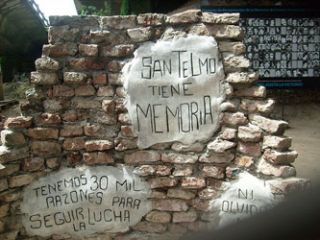 SAN TELMO
TIENE
MEMORIA
TENEMOS 30 MIL
RAZONES PARA
SEGUIR LUCHA
LA
NI
OLVIDO